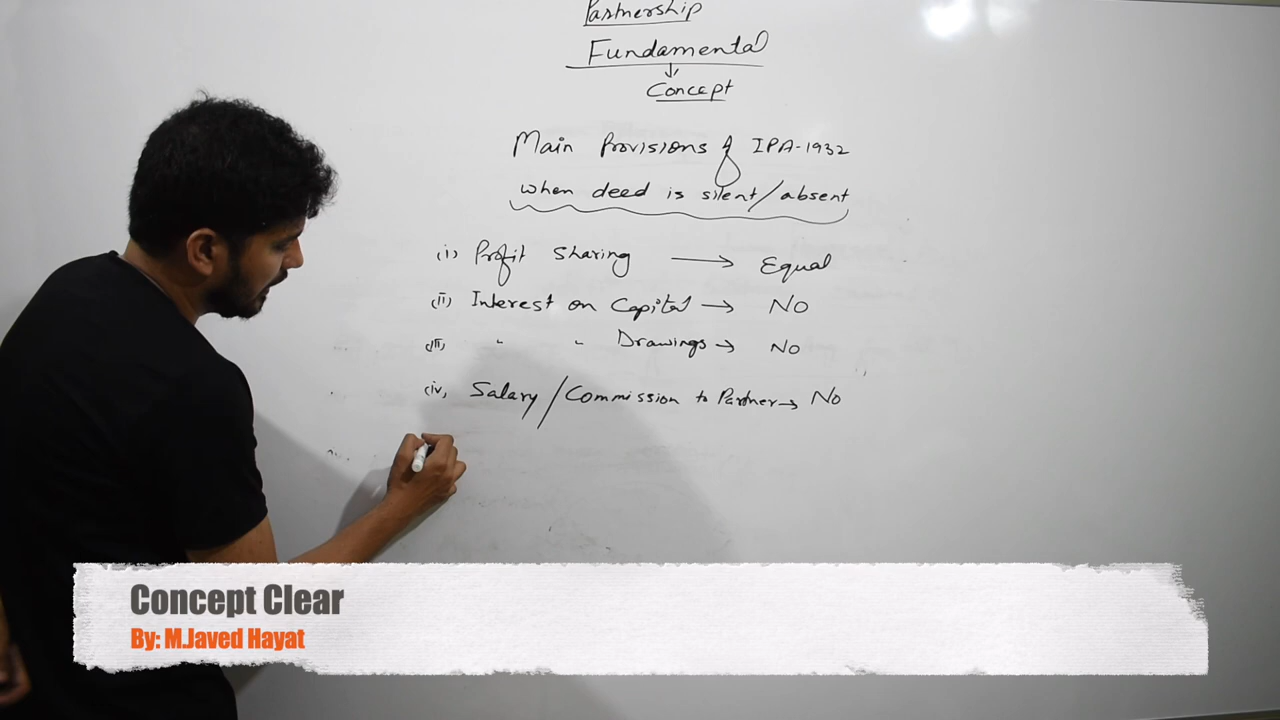 Partnership
Fundamental
↓
Concept
Main Provisions of IPA-1932
when deed is silent/absent
(i) Profit Sharing → Equal
(ii) Interest on Capital → No
(iii) " " Drawings → No
(iv) Salary/Commission to Partner → No
Concept Clear
By: M.Javed Hayat